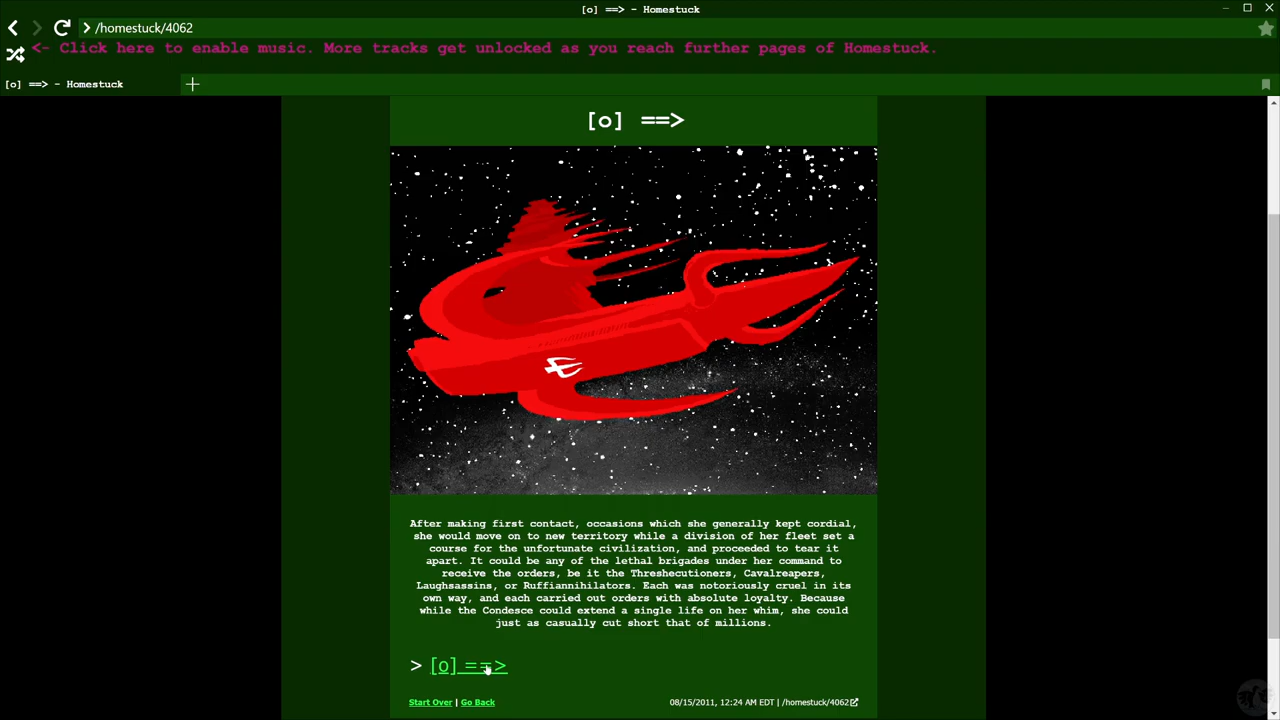 [o] ==> - Homestuck
/homestuck/4062
<- Click here to enable music. More tracks get unlocked as you reach further pages of Homestuck.
[o] ==> - Homestuck
[o] ==>
After making first contact, occasions which she generally kept cordial,
she would move on to new territory while a division of her fleet set a
course for the unfortunate civilization, and proceeded to tear it
apart. It could be any of the lethal brigades under her command to
receive the orders, be it the Threshecutioners, Cavalreapers,
Laughsassins, or Ruffiannihilators. Each was notoriously cruel in its
own way, and each carried out orders with absolute loyalty. Because
while the Condesce could extend a single life on her whim, she could
just as casually cut short that of millions.
> [o] ==>
Start Over | Go Back
08/15/2011, 12:24 AM EDT | /homestuck/4062